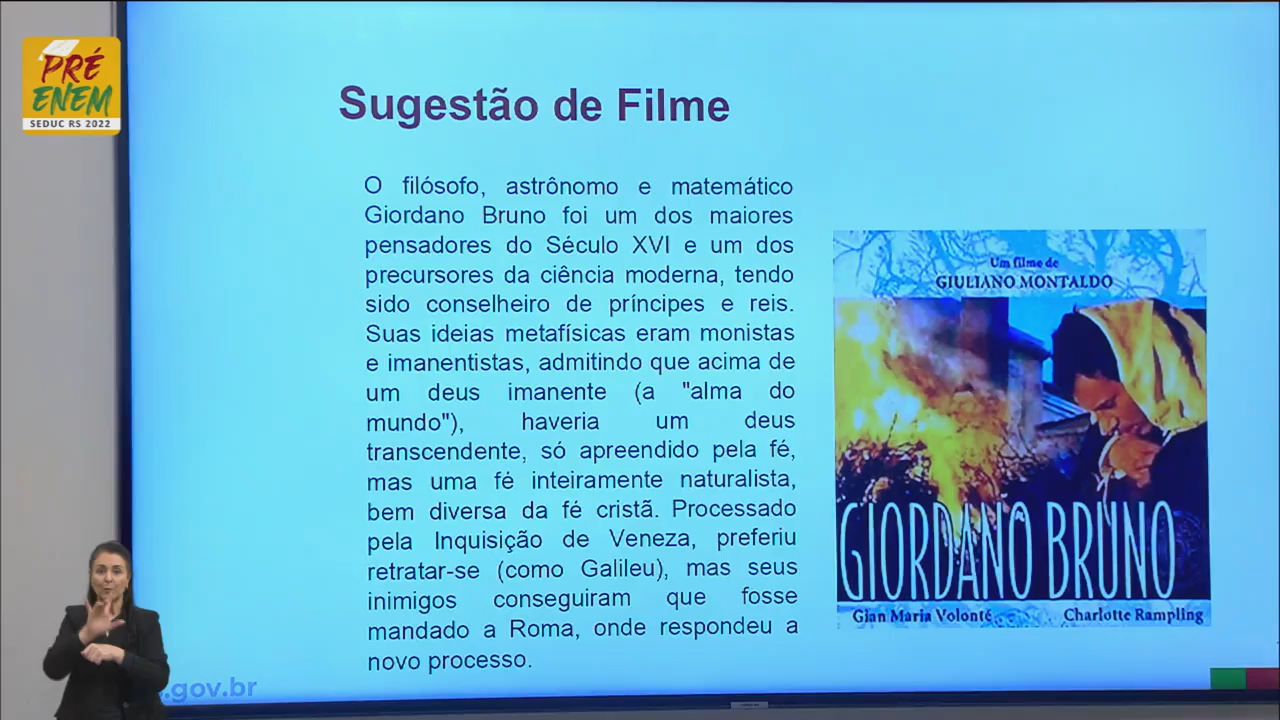 PRÉ
ENEM
SEDUC RS 2022
Sugestão de Filme
O filósofo, astrônomo e matemático
Giordano Bruno foi um dos maiores
pensadores do Século XVI e um dos
precursores da ciência moderna, tendo
sido conselheiro de príncipes e reis.
Suas ideias metafísicas eram monistas
e imanentistas, admitindo que acima de
um deus imanente (a "alma do
mundo"), haveria um deus
transcendente, só apreendido pela fé,
mas uma fé inteiramente naturalista,
bem diversa da fé cristã. Processado
pela Inquisição de Veneza, preferiu
retratar-se (como Galileu), mas seus
inimigos conseguiram que fosse
mandado a Roma, onde respondeu a
novo processo.
Um filme de
GIULIANO MONTALDO
GIORDANO BRUNO
Gian Maria Volonté
Charlotte Rampling
.gov.br